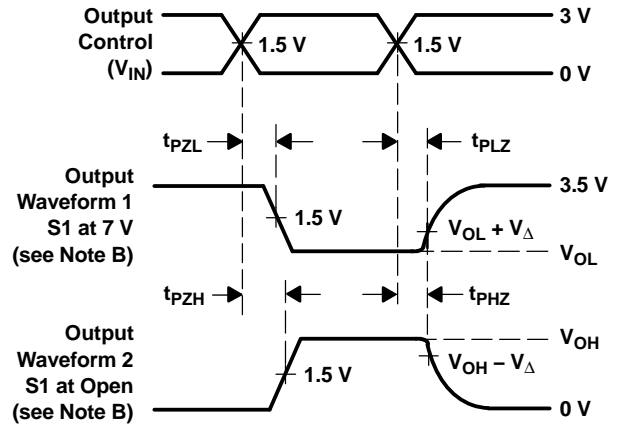 Output
Control
(VIN)
1.5 V
1.5 V
3 V
0 V
tPZL
tPLZ
Output
Waveform 1
S1 at 7 V
(see Note B)
1.5 V
3.5 V
VOL + VΔ
VOL
tPZH
tPHZ
Output
Waveform 2
S1 at Open
(see Note B)
1.5 V
VOH
VOH − VΔ
0 V